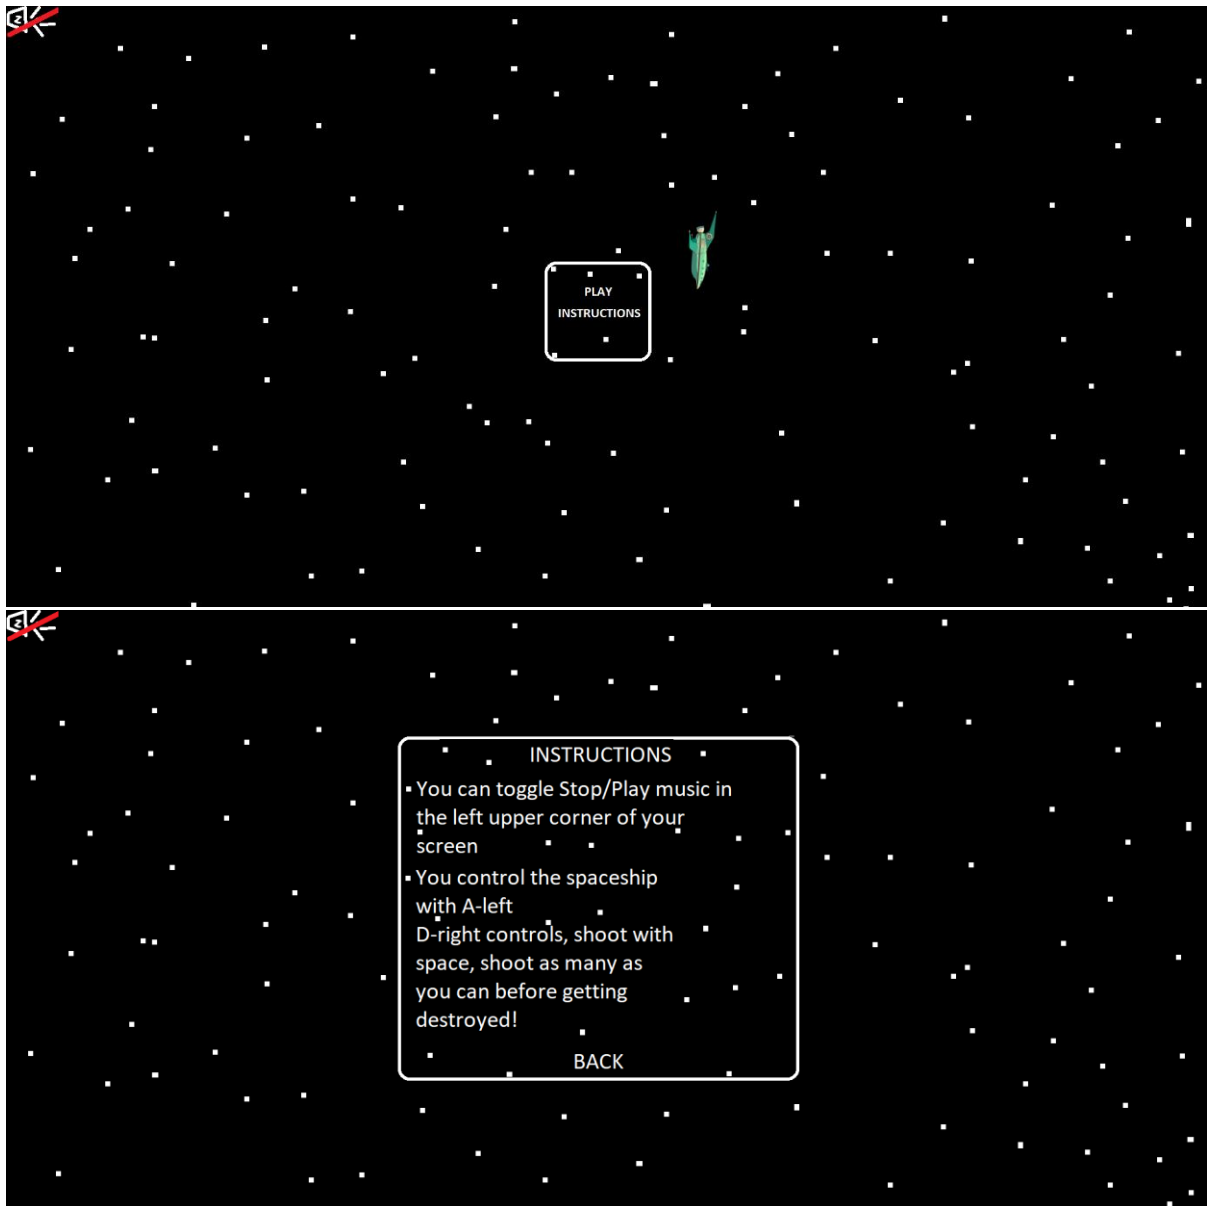 z
PLAY
INSTRUCTIONS
z
INSTRUCTIONS
You can toggle Stop/Play music in
the left upper corner of your
screen
You control the spaceship
with A-left
D-right controls, shoot with
space, shoot as many as
you can before getting
destroyed!
BACK